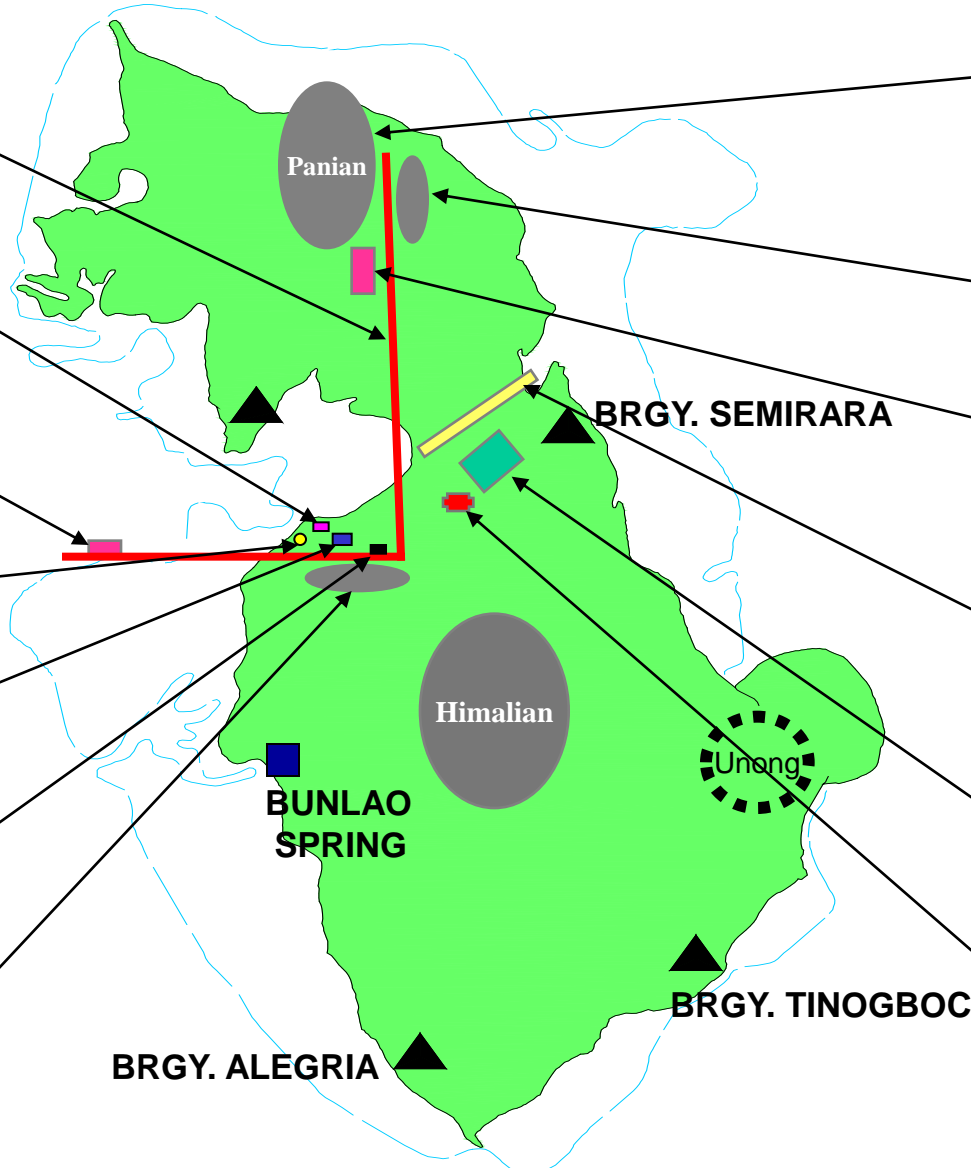 Panian
BRGY. SEMIRARA
Himalian
Unong
BUNLAO
SPRING
BRGY. TINOGBOC
BRGY. ALEGRIA